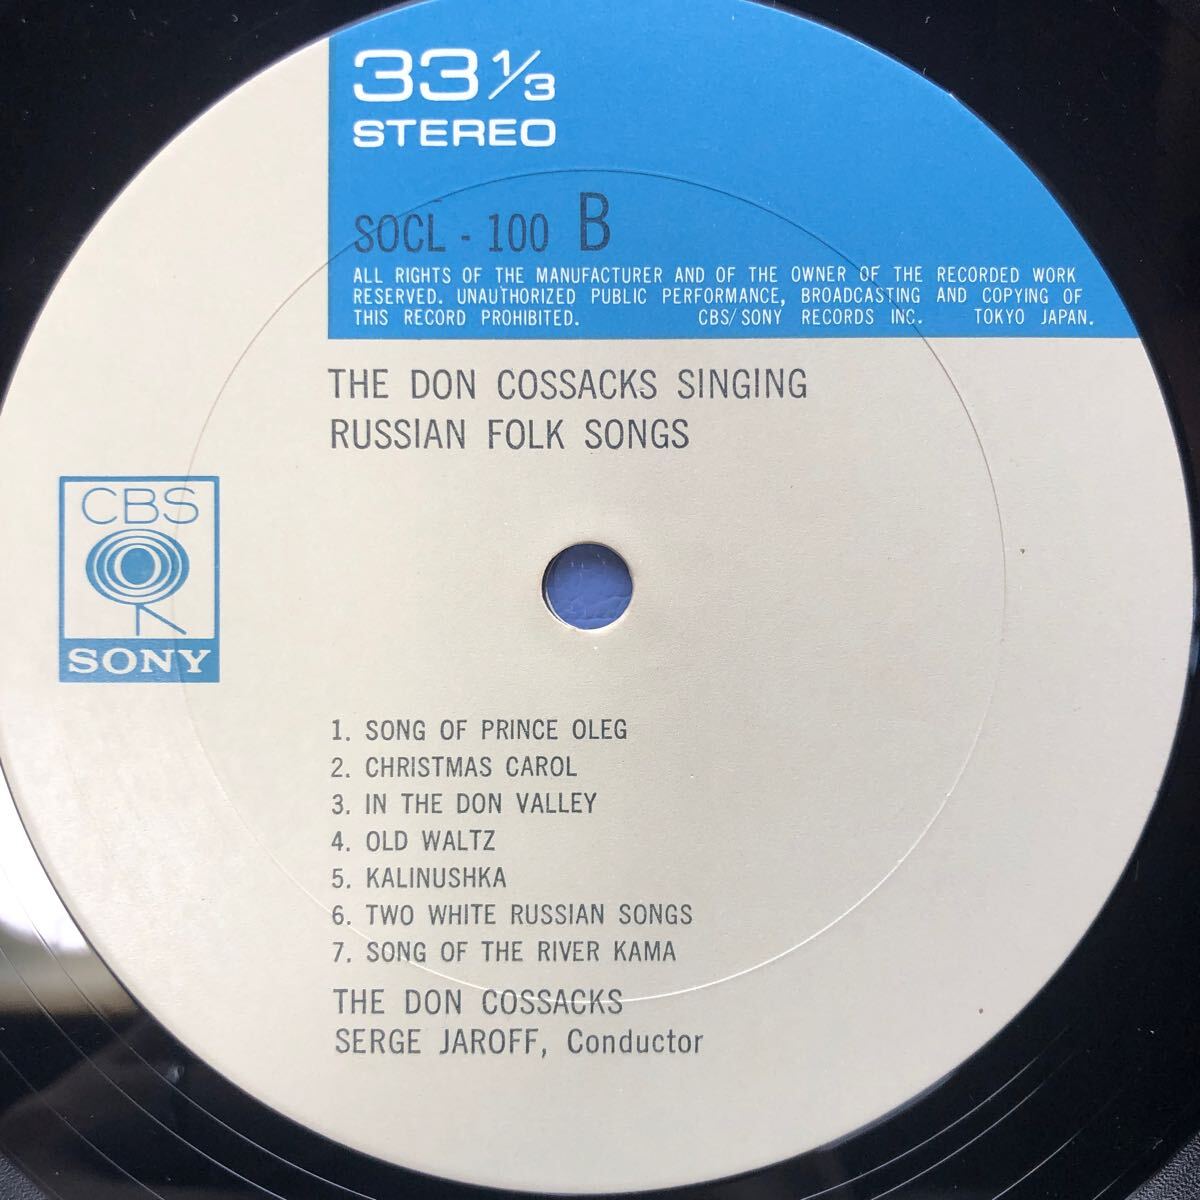 33 1/3
STEREO
SOCL - 100 B
ALL RIGHTS OF THE MANUFACTURER AND OF THE OWNER OF THE RECORDED WORK
RESERVED. UNAUTHORIZED PUBLIC PERFORMANCE, BROADCASTING AND COPYING OF
THIS RECORD PROHIBITED. CBS/SONY RECORDS INC. TOKYO JAPAN.
THE DON COSSACKS SINGING
RUSSIAN FOLK SONGS
CBS
SONY
1. SONG OF PRINCE OLEG
2. CHRISTMAS CAROL
3. IN THE DON VALLEY
4. OLD WALTZ
5. KALINUSHKA
6. TWO WHITE RUSSIAN SONGS
7. SONG OF THE RIVER KAMA
THE DON COSSACKS
SERGE JAROFF, Conductor